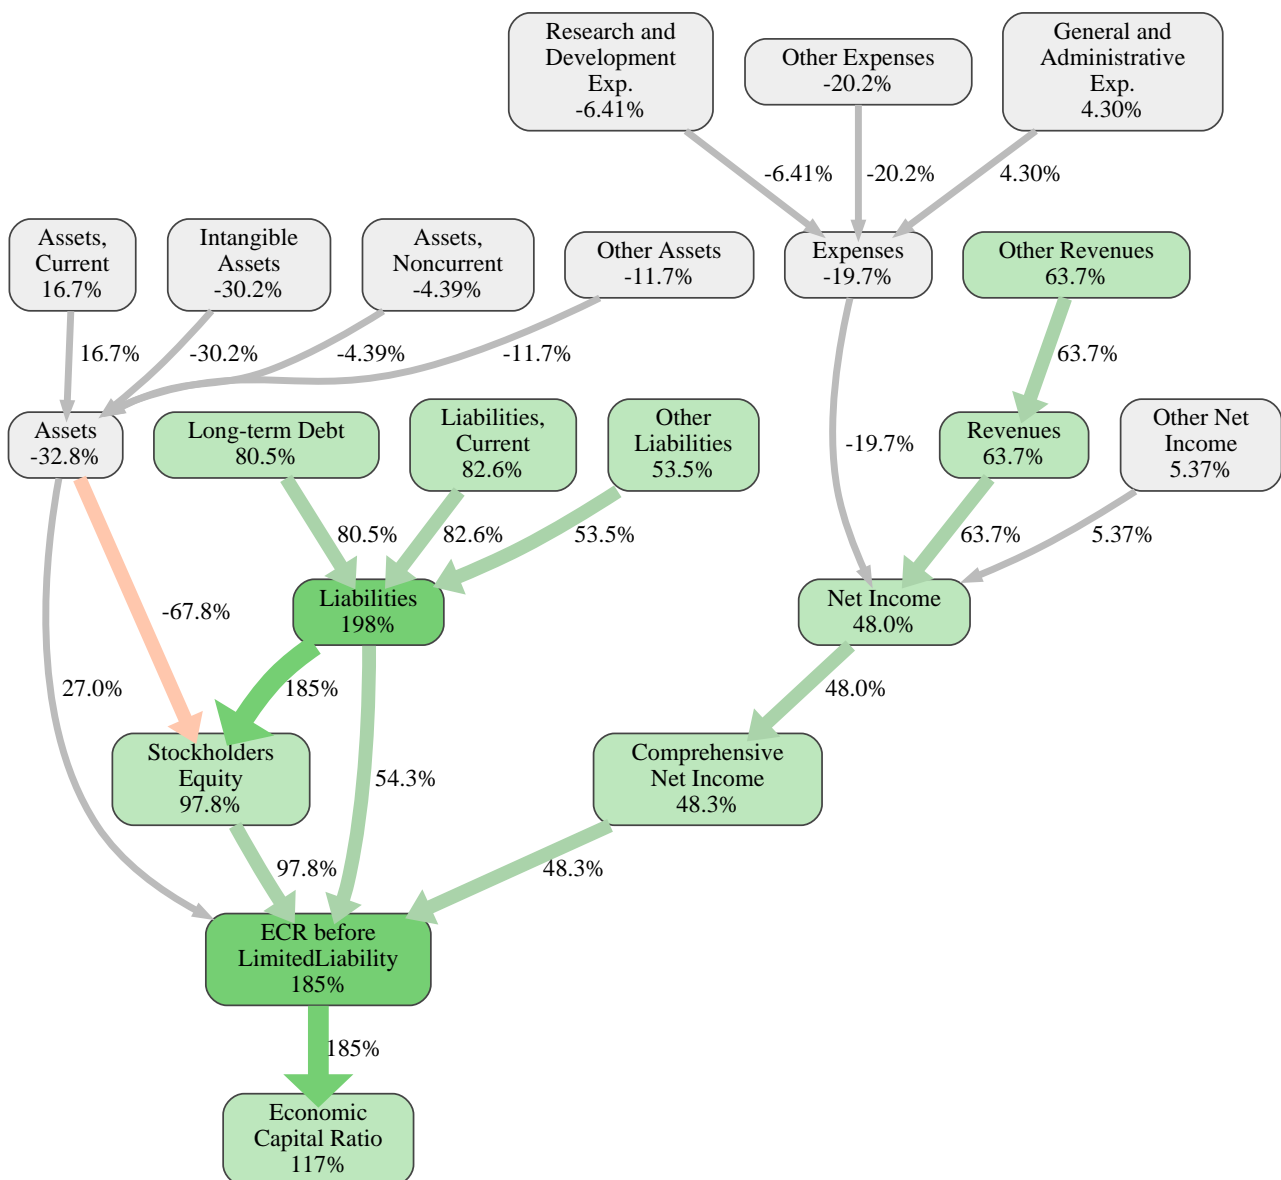 Research and
Development
Exp.
-6.41%
Other Expenses
-20.2%
General and
Administrative
Exp.
4.30%
-6.41%
-20.2%
4.30%
Assets,
Current
16.7%
Intangible
Assets
-30.2%
Assets,
Noncurrent
-4.39%
Other Assets
-11.7%
Expenses
-19.7%
Other Revenues
63.7%
16.7%
-30.2%
-4.39%
-11.7%
63.7%
Assets
-32.8%
Long-term Debt
80.5%
Liabilities,
Current
82.6%
Other
Liabilities
53.5%
-19.7%
Revenues
63.7%
Other Net
Income
5.37%
80.5%
82.6%
53.5%
63.7%
5.37%
-67.8%
Liabilities
198%
Net Income
48.0%
27.0%
185%
48.0%
Stockholders
Equity
97.8%
54.3%
Comprehensive
Net Income
48.3%
97.8%
48.3%
ECR before
LimitedLiability
185%
185%
Economic
Capital Ratio
117%